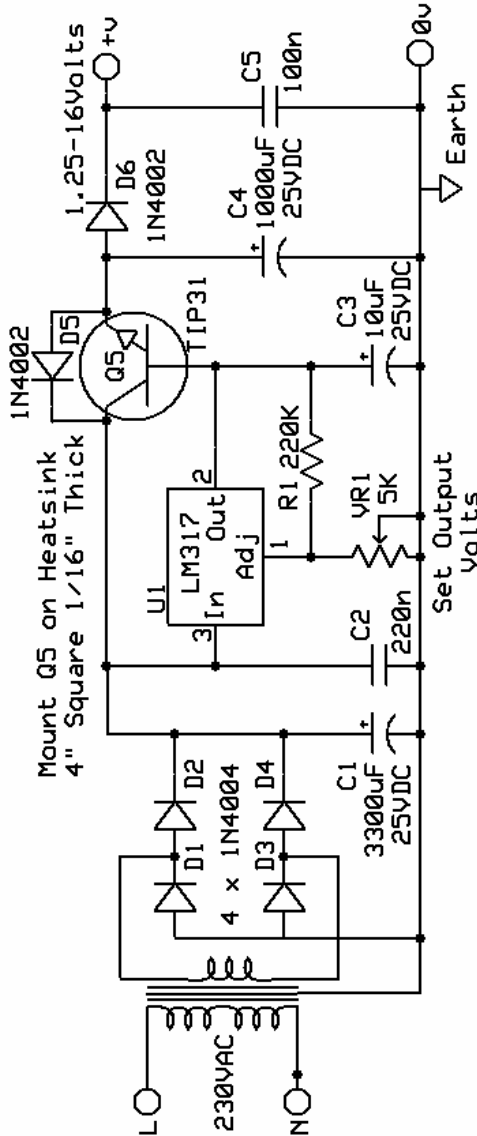 L
N
230VAC
D1
D2
D3
D4
4 x 1N4004
C1
3300uF
25VDC
C2
220n
Mount Q5 on Heatsink
4" Square 1/16" Thick
U1
LM317
3
In
Out
2
Adj
1
R1
220K
VR1
5K
Set Output
Volts
1N4002
D5
Q5
TIP31
C3
10uF
25VDC
1.25-16Volts
D6
1N4002
+v
C4
1000uF
25VDC
+
+
+
C5
100n
0v
Earth